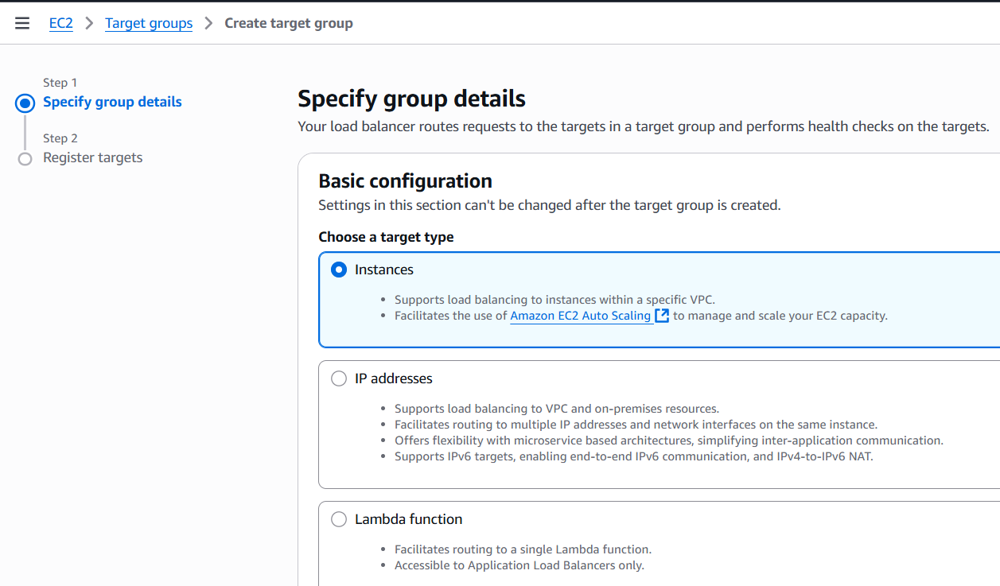 EC2 > Target groups > Create target group
Step 1
Specify group details
Step 2
Register targets
Specify group details
Your load balancer routes requests to the targets in a target group and performs health checks on the targets.
Basic configuration
Settings in this section can't be changed after the target group is created.
Choose a target type
Instances
• Supports load balancing to instances within a specific VPC.
• Facilitates the use of Amazon EC2 Auto Scaling to manage and scale your EC2 capacity.
IP addresses
• Supports load balancing to VPC and on-premises resources.
• Facilitates routing to multiple IP addresses and network interfaces on the same instance.
• Offers flexibility with microservice based architectures, simplifying inter-application communication.
• Supports IPv6 targets, enabling end-to-end IPv6 communication, and IPv4-to-IPv6 NAT.
Lambda function
• Facilitates routing to a single Lambda function.
• Accessible to Application Load Balancers only.